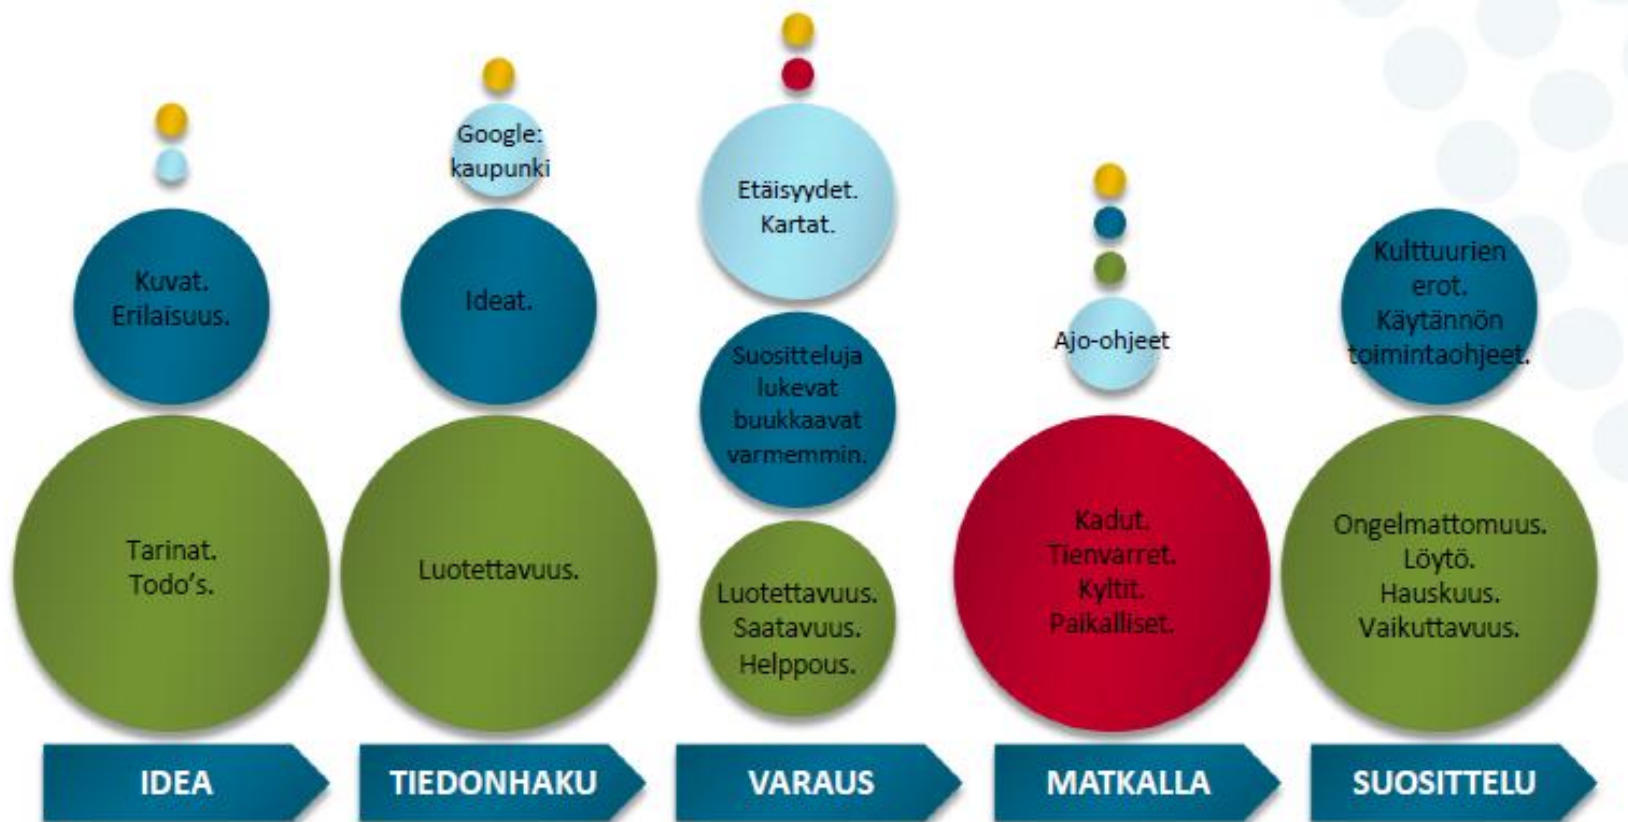 Kuvat.
Erilaisuus.
Tarinat.
Todo's.
IDEA
Google:
kaupunki
Ideat.
Luotettavuus.
TIEDONHAKU
Etäisyydet.
Kartat.
Suositteluja
lukevat
buukkaavat
varmemmin.
Luotettavuus.
Saatavuus.
Helppous.
VARAUS
Ajo-ohjeet
Kadut.
Tienvarret.
Kyltit.
Paikalliset.
MATKALLA
Kulttuurien
erot.
Käytännön
toimintaohjeet.
Ongelmattomuus.
Löytö.
Hauskuus.
Vaikuttavuus.
SUOSITTELU